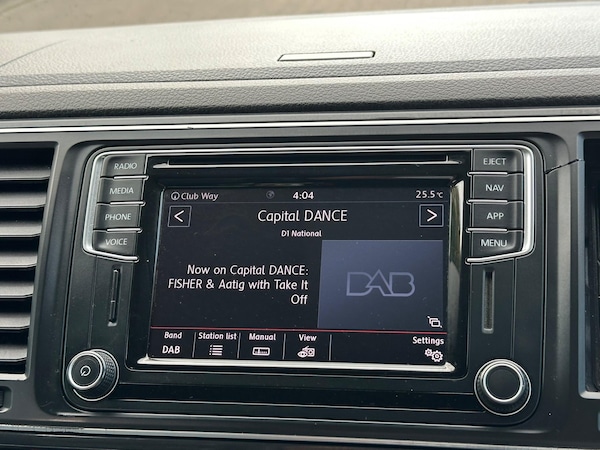 RADIO
MEDIA
PHONE
VOICE
EJECT
NAV
APP
MENU
Club Way 4:04 25.5°C
< Capital DANCE >
D1 National
Now on Capital DANCE:
FISHER & Aatig with Take It
Off
DAB
Band Station list Manual View Settings
DAB